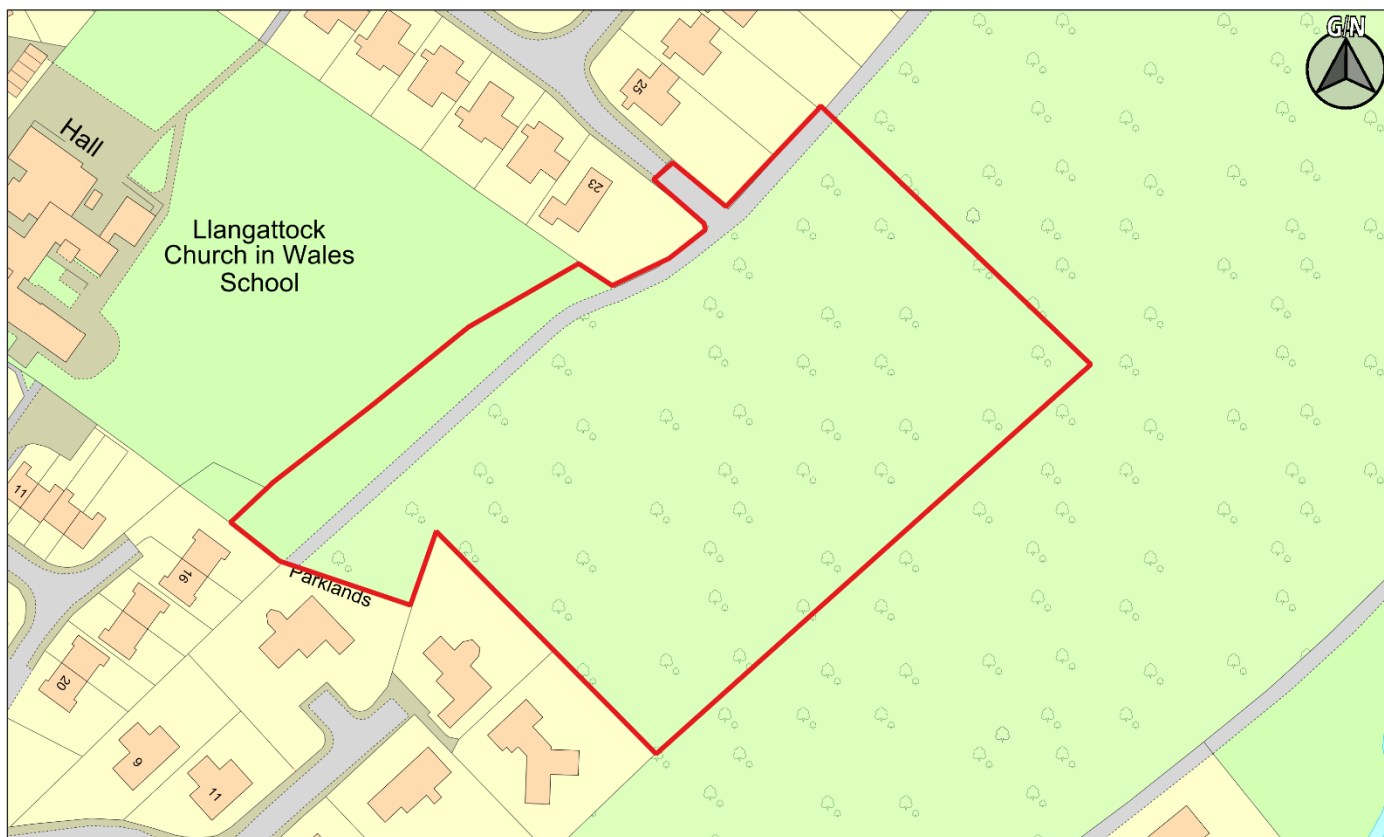 G/N
25
Hall
23
Llangattock
Church in Wales
School
11
16
Parklands
20
9
11